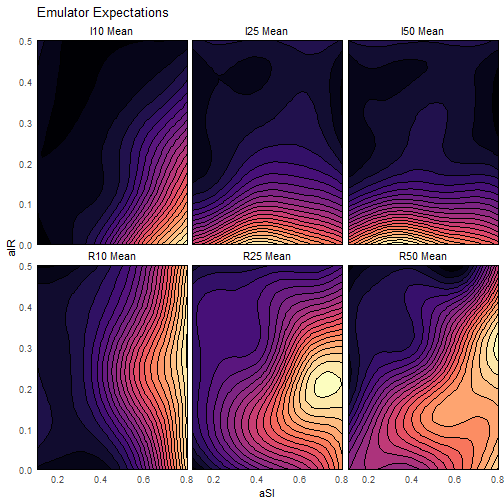 Emulator Expectations
I10 Mean
I25 Mean
I50 Mean
0.5
0.4
0.3
0.2
0.1
0.0
aIR
R10 Mean
R25 Mean
R50 Mean
0.5
0.4
0.3
0.2
0.1
0.0
0.2 0.4 0.6 0.8 0.2 0.4 0.6 0.8 0.2 0.4 0.6 0.8
aSI